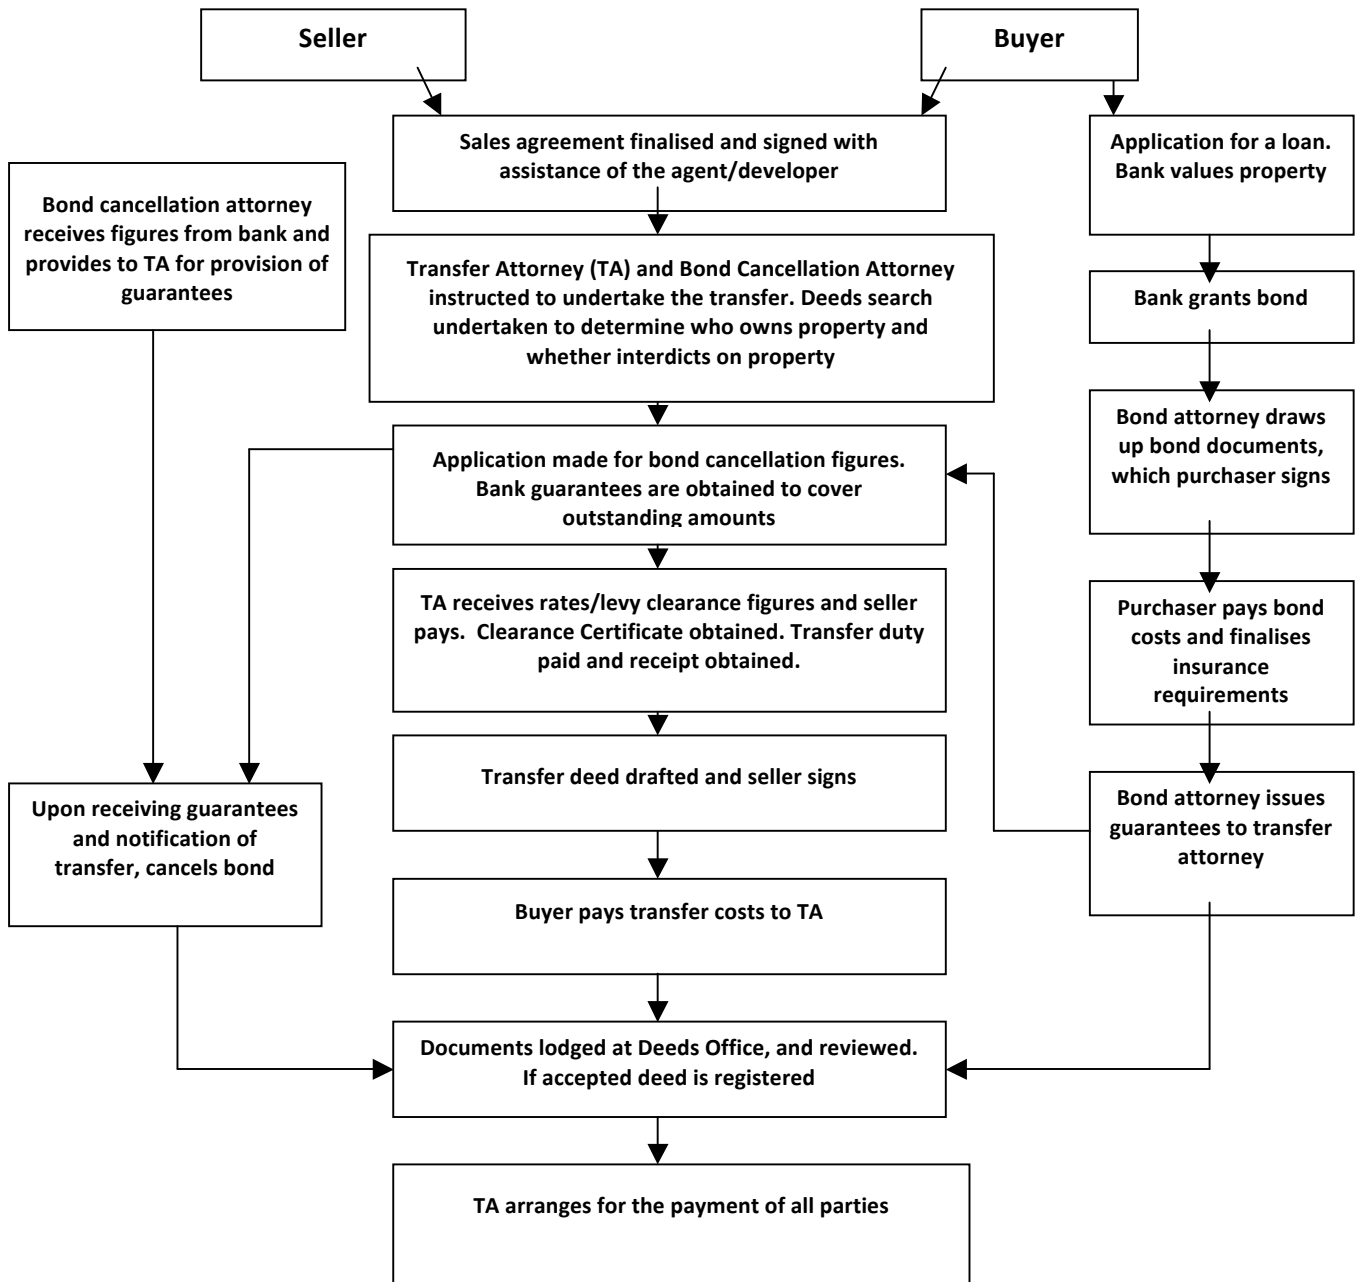 Seller
Buyer
Sales agreement finalised and signed with
assistance of the agent/developer
Application for a loan.
Bank values property
Bond cancellation attorney
receives figures from bank and
provides to TA for provision of
guarantees
Transfer Attorney (TA) and Bond Cancellation Attorney
instructed to undertake the transfer. Deeds search
undertaken to determine who owns property and
whether interdicts on property
Bank grants bond
Bond attorney draws
up bond documents,
which purchaser signs
Application made for bond cancellation figures.
Bank guarantees are obtained to cover
outstanding amounts
TA receives rates/levy clearance figures and seller
pays.  Clearance Certificate obtained. Transfer duty
paid and receipt obtained.
Purchaser pays bond
costs and finalises
insurance
requirements
Transfer deed drafted and seller signs
Upon receiving guarantees
and notification of
transfer, cancels bond
Bond attorney issues
guarantees to transfer
attorney
Buyer pays transfer costs to TA
Documents lodged at Deeds Office, and reviewed.
If accepted deed is registered
TA arranges for the payment of all parties